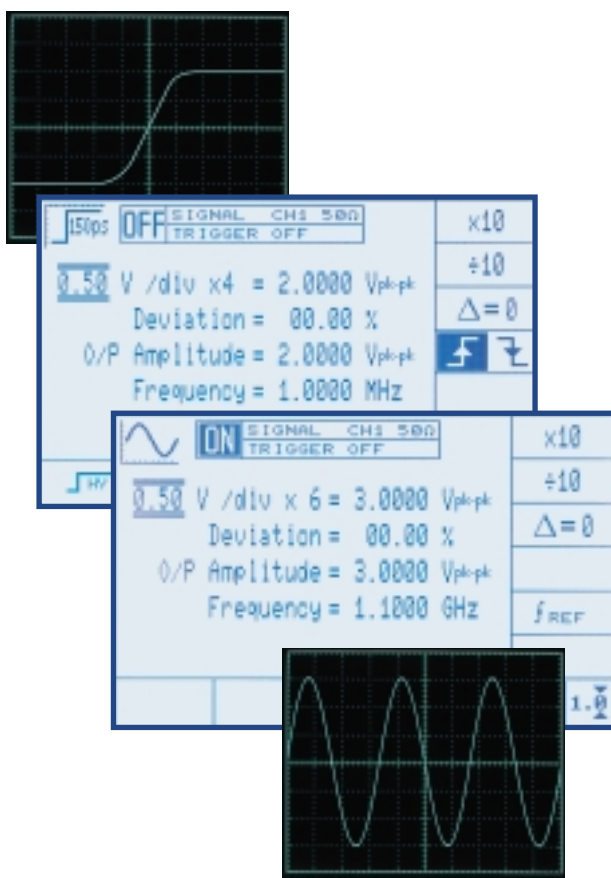 150ps OFF SIGNAL CH1 50Ω
TRIGGER OFF
x10
÷10
Δ=0
0.50 V /div x4 = 2.0000 Vpk-pk
Deviation = 00.00 %
O/P Amplitude = 2.0000 Vpk-pk
Frequency = 1.0000 MHz
HV
ON SIGNAL CH1 50Ω
TRIGGER OFF
x10
÷10
Δ=0
0.50 V /div x 6 = 3.0000 Vpk-pk
Deviation = 00.00 %
O/P Amplitude = 3.0000 Vpk-pk
Frequency = 1.1000 GHz
f REF
1.0